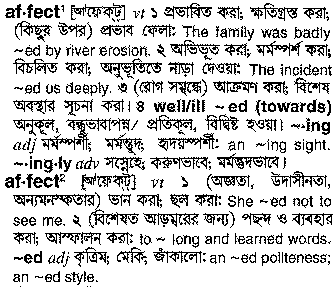 af·fect¹ [অ্যাফেক্ট্] vt ১ প্রভাবিত করা; ক্ষতিগ্রস্ত করা;
(কিছুর উপর) প্রভাব ফেলা: The family was badly
~ed by river erosion. ২ অভিভূত করা, মর্মস্পর্শ করা;
বিচলিত করা, অনুভূতিতে নাড়া দেওয়া: The incident
~ed us deeply. ৩ (রোগ সম্বন্ধে) আক্রমণ করা; বিশেষ
অবস্থার সূচনা করা। ৪ well/ill ~ed (towards)
অনুকূল, বন্ধুভাবাপন্ন/ প্রতিকূল, বিদ্বিষ্ট হওয়া। ~·ing
adj মর্মস্পর্শী; মর্মন্তুদ; হৃদয়স্পর্শী: an ~ing sight.
~·ing·ly adv সস্নেহে; করুণভাবে; মর্মন্তুদভাবে।
af·fect² [অ্যাফেক্ট্] vt ১ (অজ্ঞতা, উদাসীনতা,
অন্যমনস্কতার) ভান করা; ছল করা: She ~ed not to
see me. ২ (বিশেষত আড়ম্বরের জন্য) পছন্দ ও ব্যবহার
করা; আস্ফালন করা: to ~ long and learned words.
~ed adj কৃত্রিম; মেকি; জাঁকালো: an ~ed politeness;
an ~ed style.